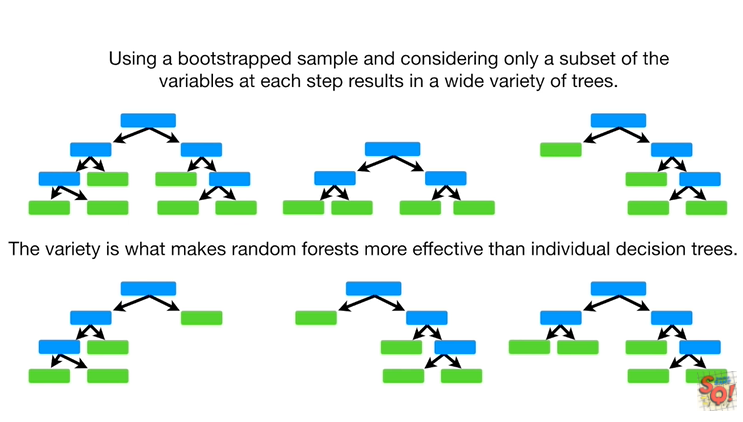 Using a bootstrapped sample and considering only a subset of the
variables at each step results in a wide variety of trees.
The variety is what makes random forests more effective than individual decision trees.
SQ!